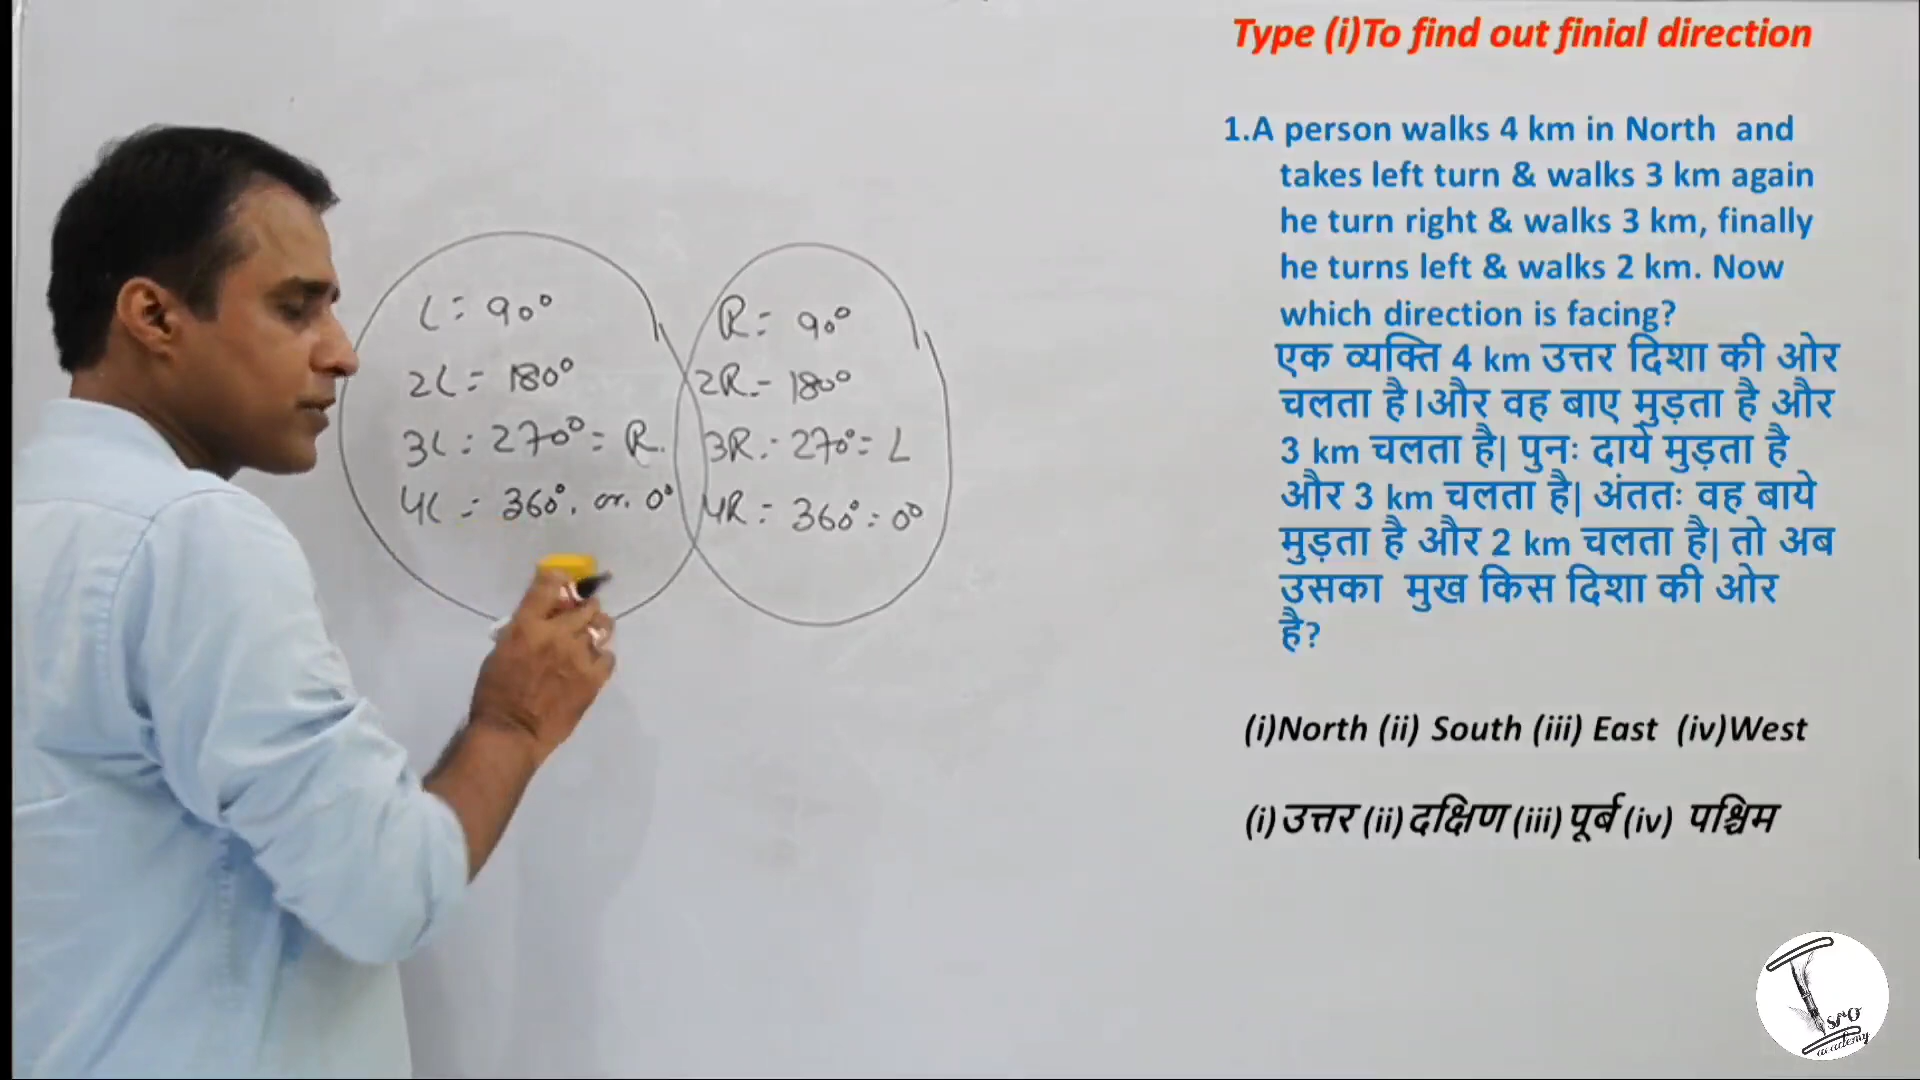 Type (i)To find out finial direction
L = 90°
2L = 180°
3L = 270° = R.
4L = 360°. or. 0°
R = 90°
2R = 180°
3R = 270° = L
4R = 360° = 0°
1.A person walks 4 km in North and
takes left turn & walks 3 km again
he turn right & walks 3 km, finally
he turns left & walks 2 km. Now
which direction is facing?
एक व्यक्ति 4 km उत्तर दिशा की ओर
चलता है।और वह बाए मुड़ता है और
3 km चलता है| पुनः दाये मुड़ता है
और 3 km चलता है| अंततः वह बाये
मुड़ता है और 2 km चलता है| तो अब
उसका मुख किस दिशा की ओर
है?
(i)North (ii) South (iii) East (iv)West
(i) उत्तर (ii) दक्षिण (iii) पूर्ब (iv) पश्चिम
Isro
academy